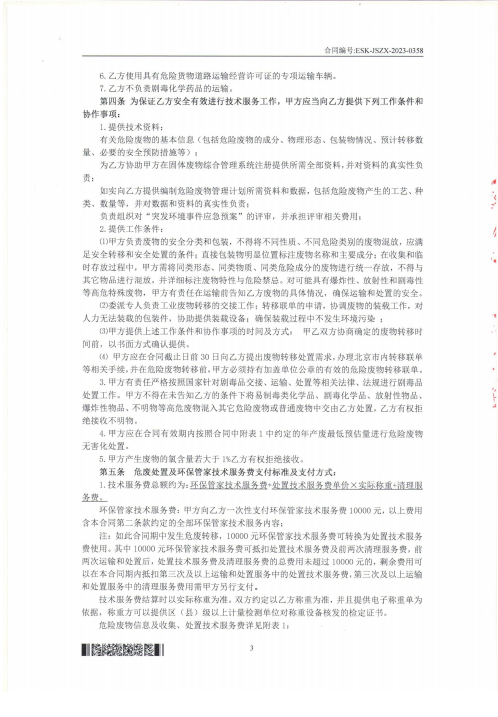 合同编号:ESK-JSZX-2023-0358
6.乙方使用具有危险货物道路运输经营许可证的专项运输车辆。
7.乙方不负责剧毒化学药品的运输。
第四条 为保证乙方安全有效进行技术服务工作，甲方应当向乙方提供下列工作条件和
协作事项：
1.提供技术资料：
有关危险废物的基本信息（包括危险废物的成分、物理形态、包装物情况、预计转移数
量、必要的安全预防措施等）；
为乙方协助甲方在固体废物综合管理系统注册提供所需全部资料,并对资料的真实性负
责；
如实向乙方提供编制危险废物管理计划所需资料和数据,包括危险废物产生的工艺、种
类、数量等，并对数据和资料的真实性负责；
负责组织对“突发环境事件应急预案”的评审，并承担评审相关费用；
2.提供工作条件：
⑴甲方负责废物的安全分类和包装，不得将不同性质、不同危险类别的废物混放，应满
足安全转移和安全处置的条件；直接包装物明显位置标注废物名称和主要成分；在收集和临
时存放过程中，甲方需将同类形态、同类物质、同类危险成分的废物进行统一存放，不得与
其它物品进行混放，并详细标注废物特性与危险禁忌。对可能具有爆炸性、放射性和剧毒性
等高危特殊废物，甲方有责任在运输前告知乙方废物的具体情况，确保运输和处置的安全。
⑵委派专人负责工业废物转移的交接工作；转移联单的申请，协调废物的装载工作，对
人力无法装载的包装件，协助提供装载设备；确保装载过程中不发生环境污染 ；
⑶甲方提供上述工作条件和协作事项的时间及方式： 甲乙双方协商确定的废物转移时
间前，以书面方式确认提供。
⑷ 甲方应在合同截止日前 30 日向乙方提出废物转移处置需求,办理北京市内转移联单
等相关手续,并在危险废物转移前,甲方必须持有加盖单位公章的有效的危险废物转移联单。
3.甲方有责任严格按照国家针对剧毒品交接、运输、处置等相关法律、法规进行剧毒品
处置工作。甲方不得在未告知乙方的条件下将易制毒类化学品、剧毒化学品、放射性物品、
爆炸性物品、不明物等高危废物混入其它危险废物或普通废物中交由乙方处置,乙方有权拒
绝接收不明物。
4.甲方应在合同有效期内按照合同中附表 1 中约定的年产废最低预估量进行危险废物
无害化处置。
5.甲方产生废物的氯含量若大于 1%乙方有权拒绝接收。
第五条 危废处置及环保管家技术服务费支付标准及支付方式：
1.技术服务费总额约为：环保管家技术服务费+处置技术服务费单价×实际称重+清理服
务费。
环保管家技术服务费：甲方向乙方一次性支付环保管家技术服务费 10000 元,以上费用
含本合同第二条款约定的全部环保管家技术服务内容；
注：如此合同期中发生危废转移，10000 元环保管家技术服务费可转换为处置技术服务
费使用。其中 10000 元环保管家技术服务费可抵扣处置技术服务费及前两次清理服务费，前
两次运输和处置后，处置技术服务费及清理服务费的总费用未超过 10000 元的，剩余费用可
以在本合同期内抵扣第三次及以上运输和处置服务中的处置技术服务费,第三次及以上运输
和处置服务中的清理服务费用需甲方另行支付。
技术服务费结算时以实际称重为准。双方约定以乙方称重为准，并且提供电子称重单为
依据，称重方可以提供区（县）级以上计量检测单位对称重设备核发的检定证书。
危险废物信息及收集、处置技术服务费详见附表 1：
3